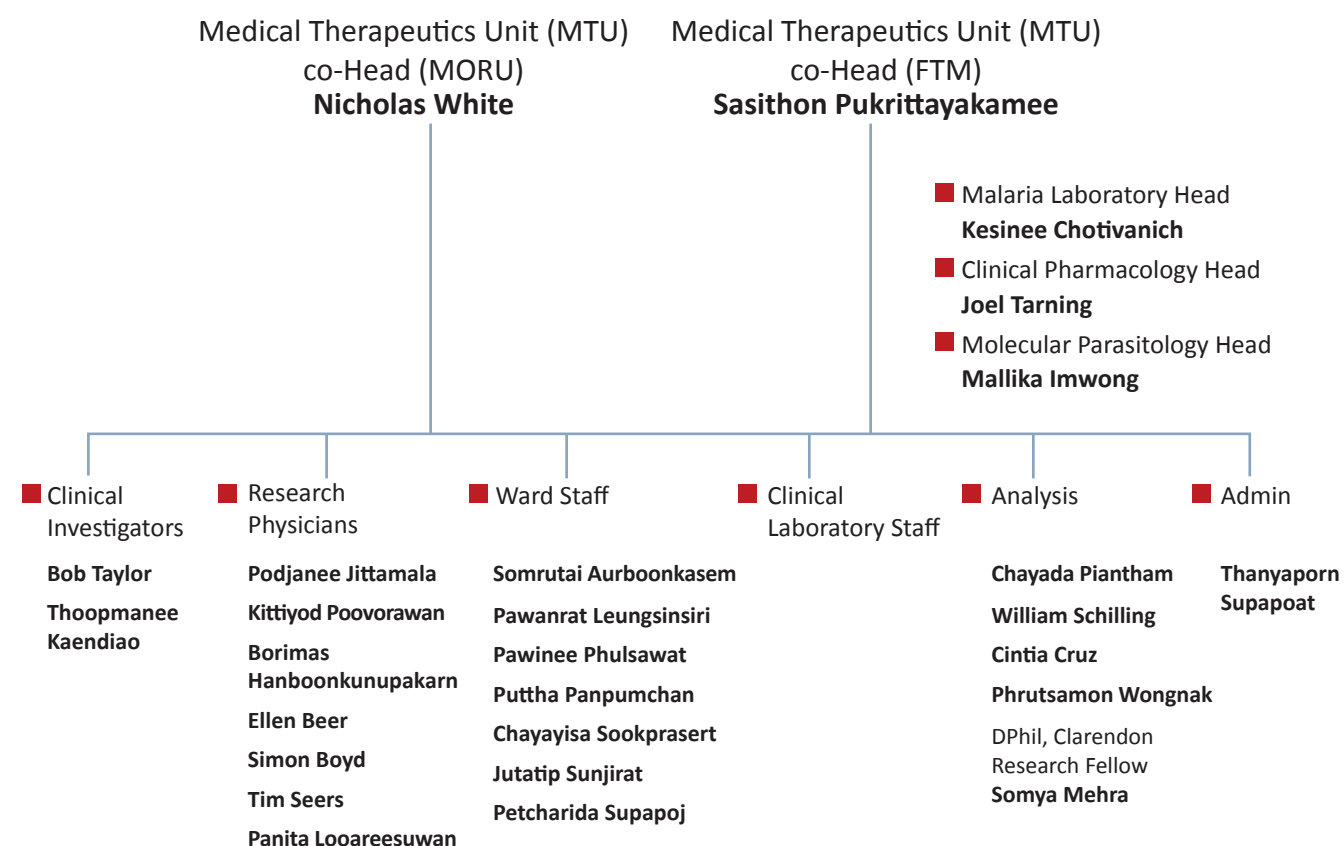 Medical Therapeutics Unit (MTU)
co-Head (MORU)
Nicholas White
Medical Therapeutics Unit (MTU)
co-Head (FTM)
Sasithon Pukrittayakamee
Malaria Laboratory Head
Kesinee Chotivanich
Clinical Pharmacology Head
Joel Tarning
Molecular Parasitology Head
Mallika Imwong
Clinical
Investigators
Bob Taylor
Thoopmanee
Kaendiao
Research
Physicians
Podjanee Jittamala
Kittiyod Poovorawan
Borimas
Hanboonkunupakarn
Ellen Beer
Simon Boyd
Tim Seers
Panita Looareesuwan
Ward Staff
Somrutai Aurboonkasem
Pawanrat Leungsinsiri
Pawinee Phulsawat
Puttha Panpumchan
Chayayisa Sookprasert
Jutatip Sunjirat
Petcharida Supapoj
Clinical
Laboratory Staff
Analysis
Chayada Piantham
William Schilling
Cintia Cruz
Phrutsamon Wongnak
DPhil, Clarendon
Research Fellow
Somya Mehra
Admin
Thanyaporn
Supapoat